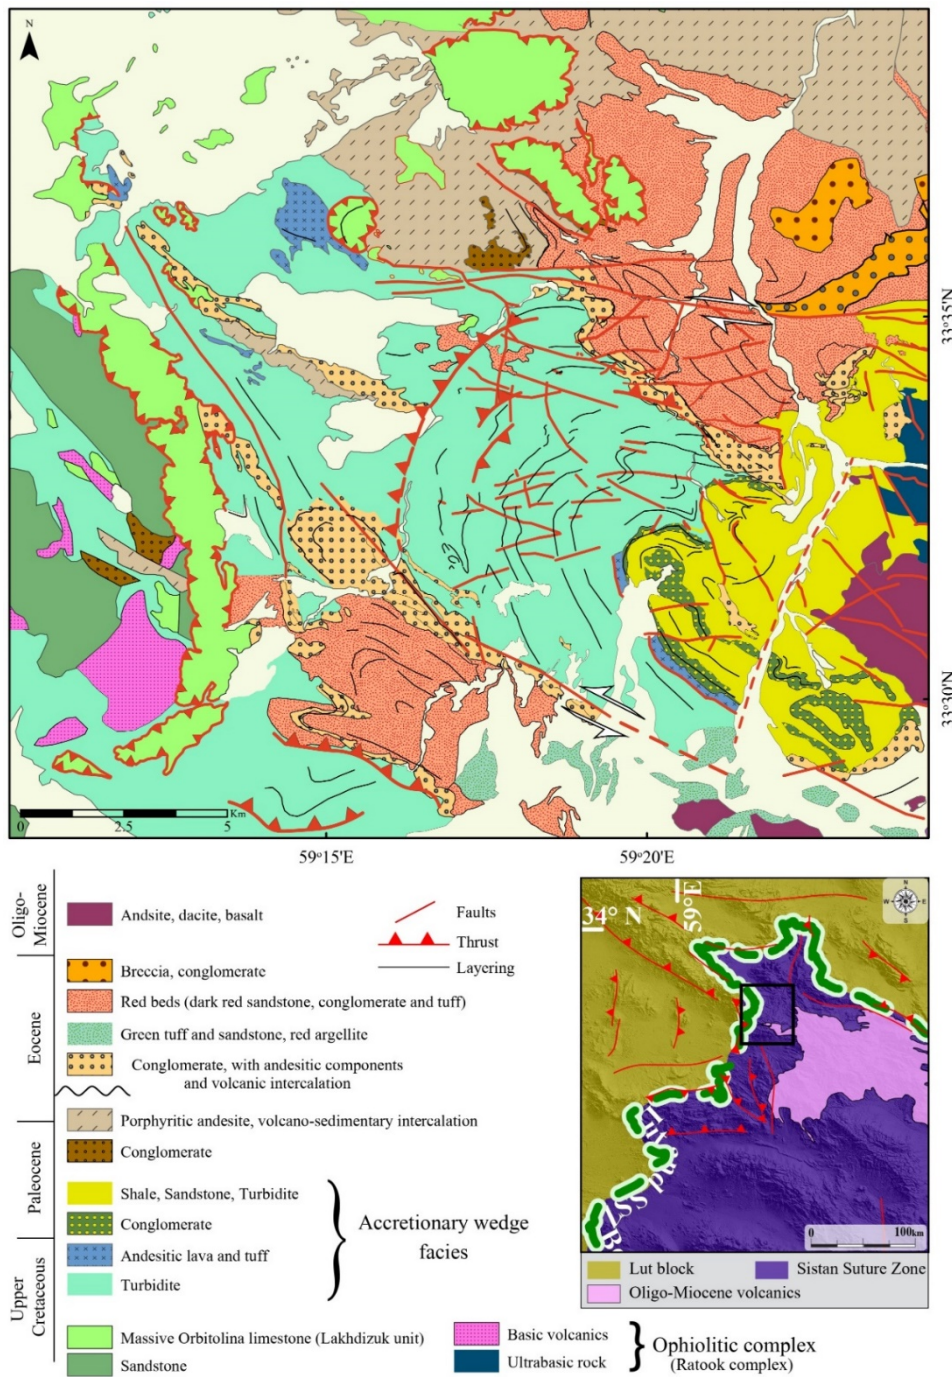 N
33°35'N
33°30'N
0 2.5 5 Km
59°15'E 59°20'E
Oligo-Miocene
Andsite, dacite, basalt
Faults
Thrust
Layering
Eocene
Breccia, conglomerate
Red beds (dark red sandstone, conglomerate and tuff)
Green tuff and sandstone, red argellite
Conglomerate, with andesitic components
and volcanic intercalation
Paleocene
Porphyritic andesite, volcano-sedimentary intercalation
Conglomerate
Shale, Sandstone, Turbidite
Conglomerate
Accretionary wedge
facies
Upper
Cretaceous
Andesitic lava and tuff
Turbidite
Massive Orbitolina limestone (Lakhdizuk unit)
Sandstone
Basic volcanics
Ultrabasic rock
Ophiolitic complex
(Ratook complex)
34° N
59°E
N
W E
S
0 100km
Lut block
Sistan Suture Zone
Oligo-Miocene volcanics